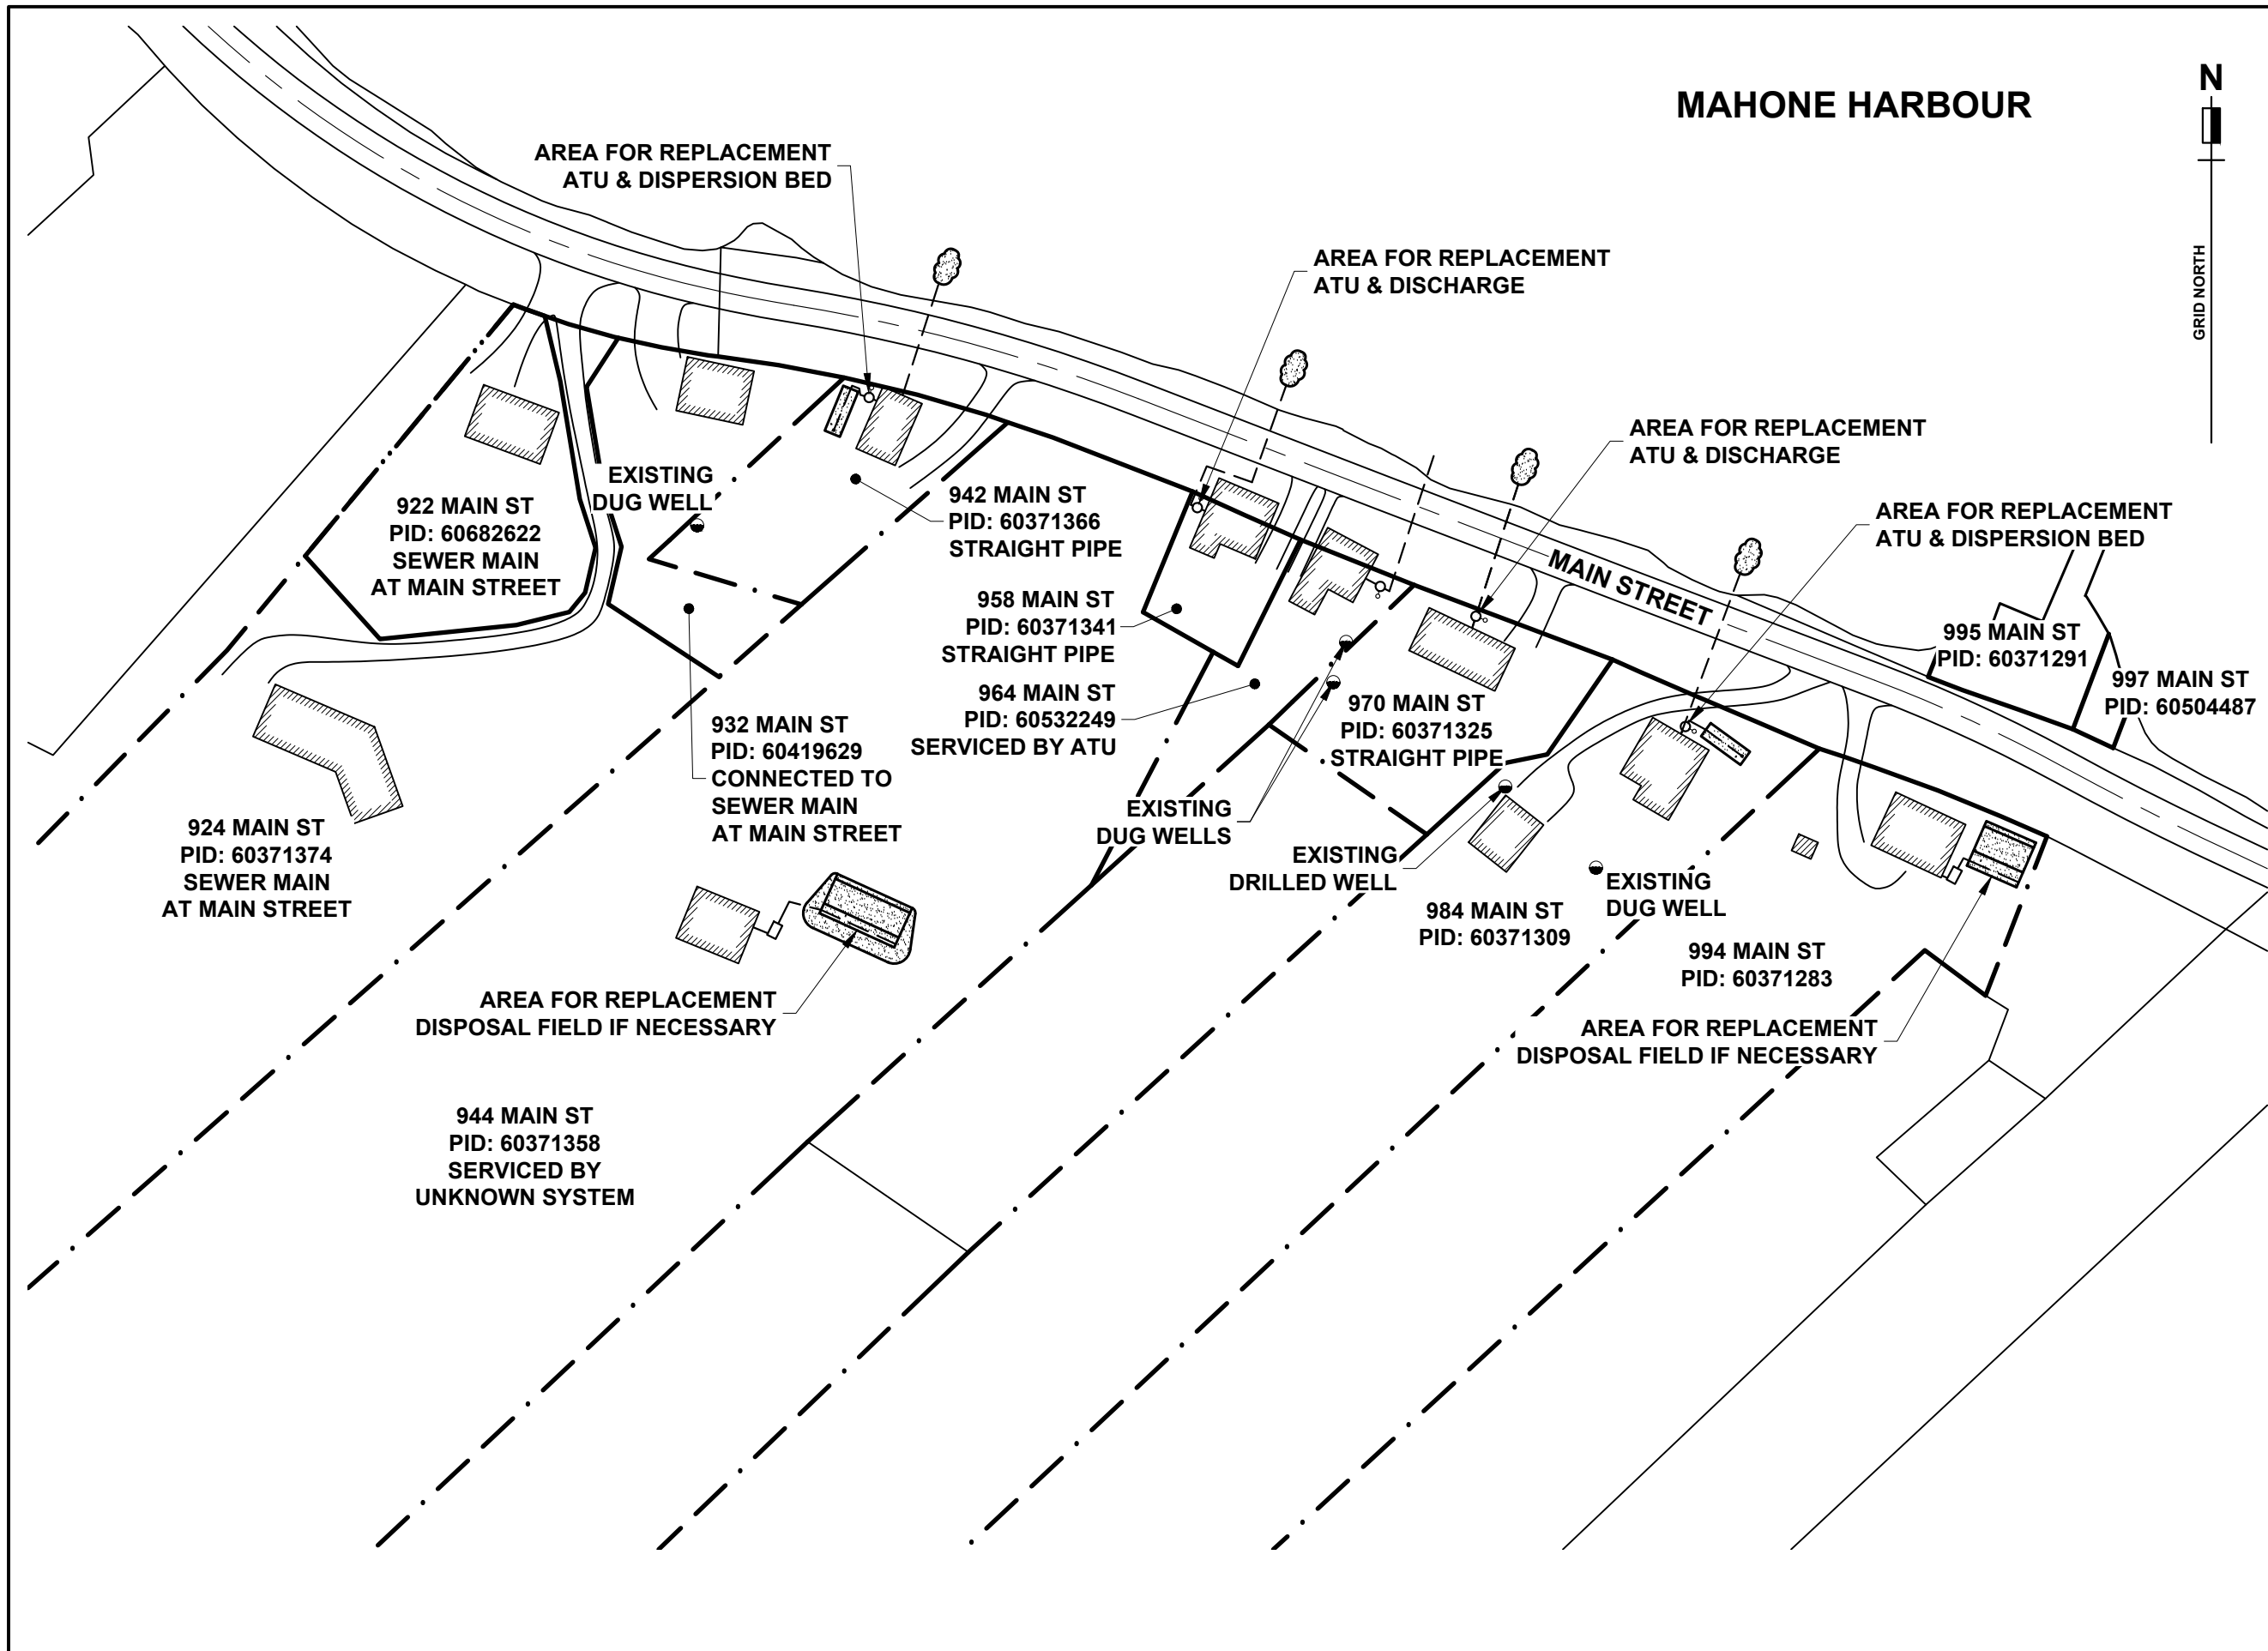 MAHONE HARBOUR
N
GRID NORTH
AREA FOR REPLACEMENT
ATU & DISPERSION BED
AREA FOR REPLACEMENT
ATU & DISCHARGE
AREA FOR REPLACEMENT
ATU & DISCHARGE
AREA FOR REPLACEMENT
ATU & DISPERSION BED
EXISTING
DUG WELL
922 MAIN ST
PID: 60682622
SEWER MAIN
AT MAIN STREET
942 MAIN ST
PID: 60371366
STRAIGHT PIPE
MAIN STREET
958 MAIN ST
PID: 60371341
STRAIGHT PIPE
995 MAIN ST
PID: 60371291
997 MAIN ST
PID: 60504487
964 MAIN ST
PID: 60532249
SERVICED BY ATU
970 MAIN ST
PID: 60371325
STRAIGHT PIPE
932 MAIN ST
PID: 60419629
CONNECTED TO
SEWER MAIN
AT MAIN STREET
EXISTING
DUG WELLS
924 MAIN ST
PID: 60371374
SEWER MAIN
AT MAIN STREET
EXISTING
DRILLED WELL
EXISTING
DUG WELL
984 MAIN ST
PID: 60371309
994 MAIN ST
PID: 60371283
AREA FOR REPLACEMENT
DISPOSAL FIELD IF NECESSARY
AREA FOR REPLACEMENT
DISPOSAL FIELD IF NECESSARY
944 MAIN ST
PID: 60371358
SERVICED BY
UNKNOWN SYSTEM